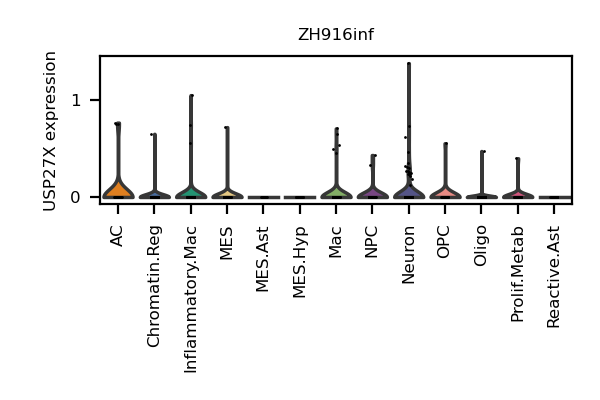 ZH916inf
USP27X expression
1
0
AC
Chromatin.Reg
Inflammatory.Mac
MES
MES.Ast
MES.Hyp
Mac
NPC
Neuron
OPC
Oligo
Prolif.Metab
Reactive.Ast